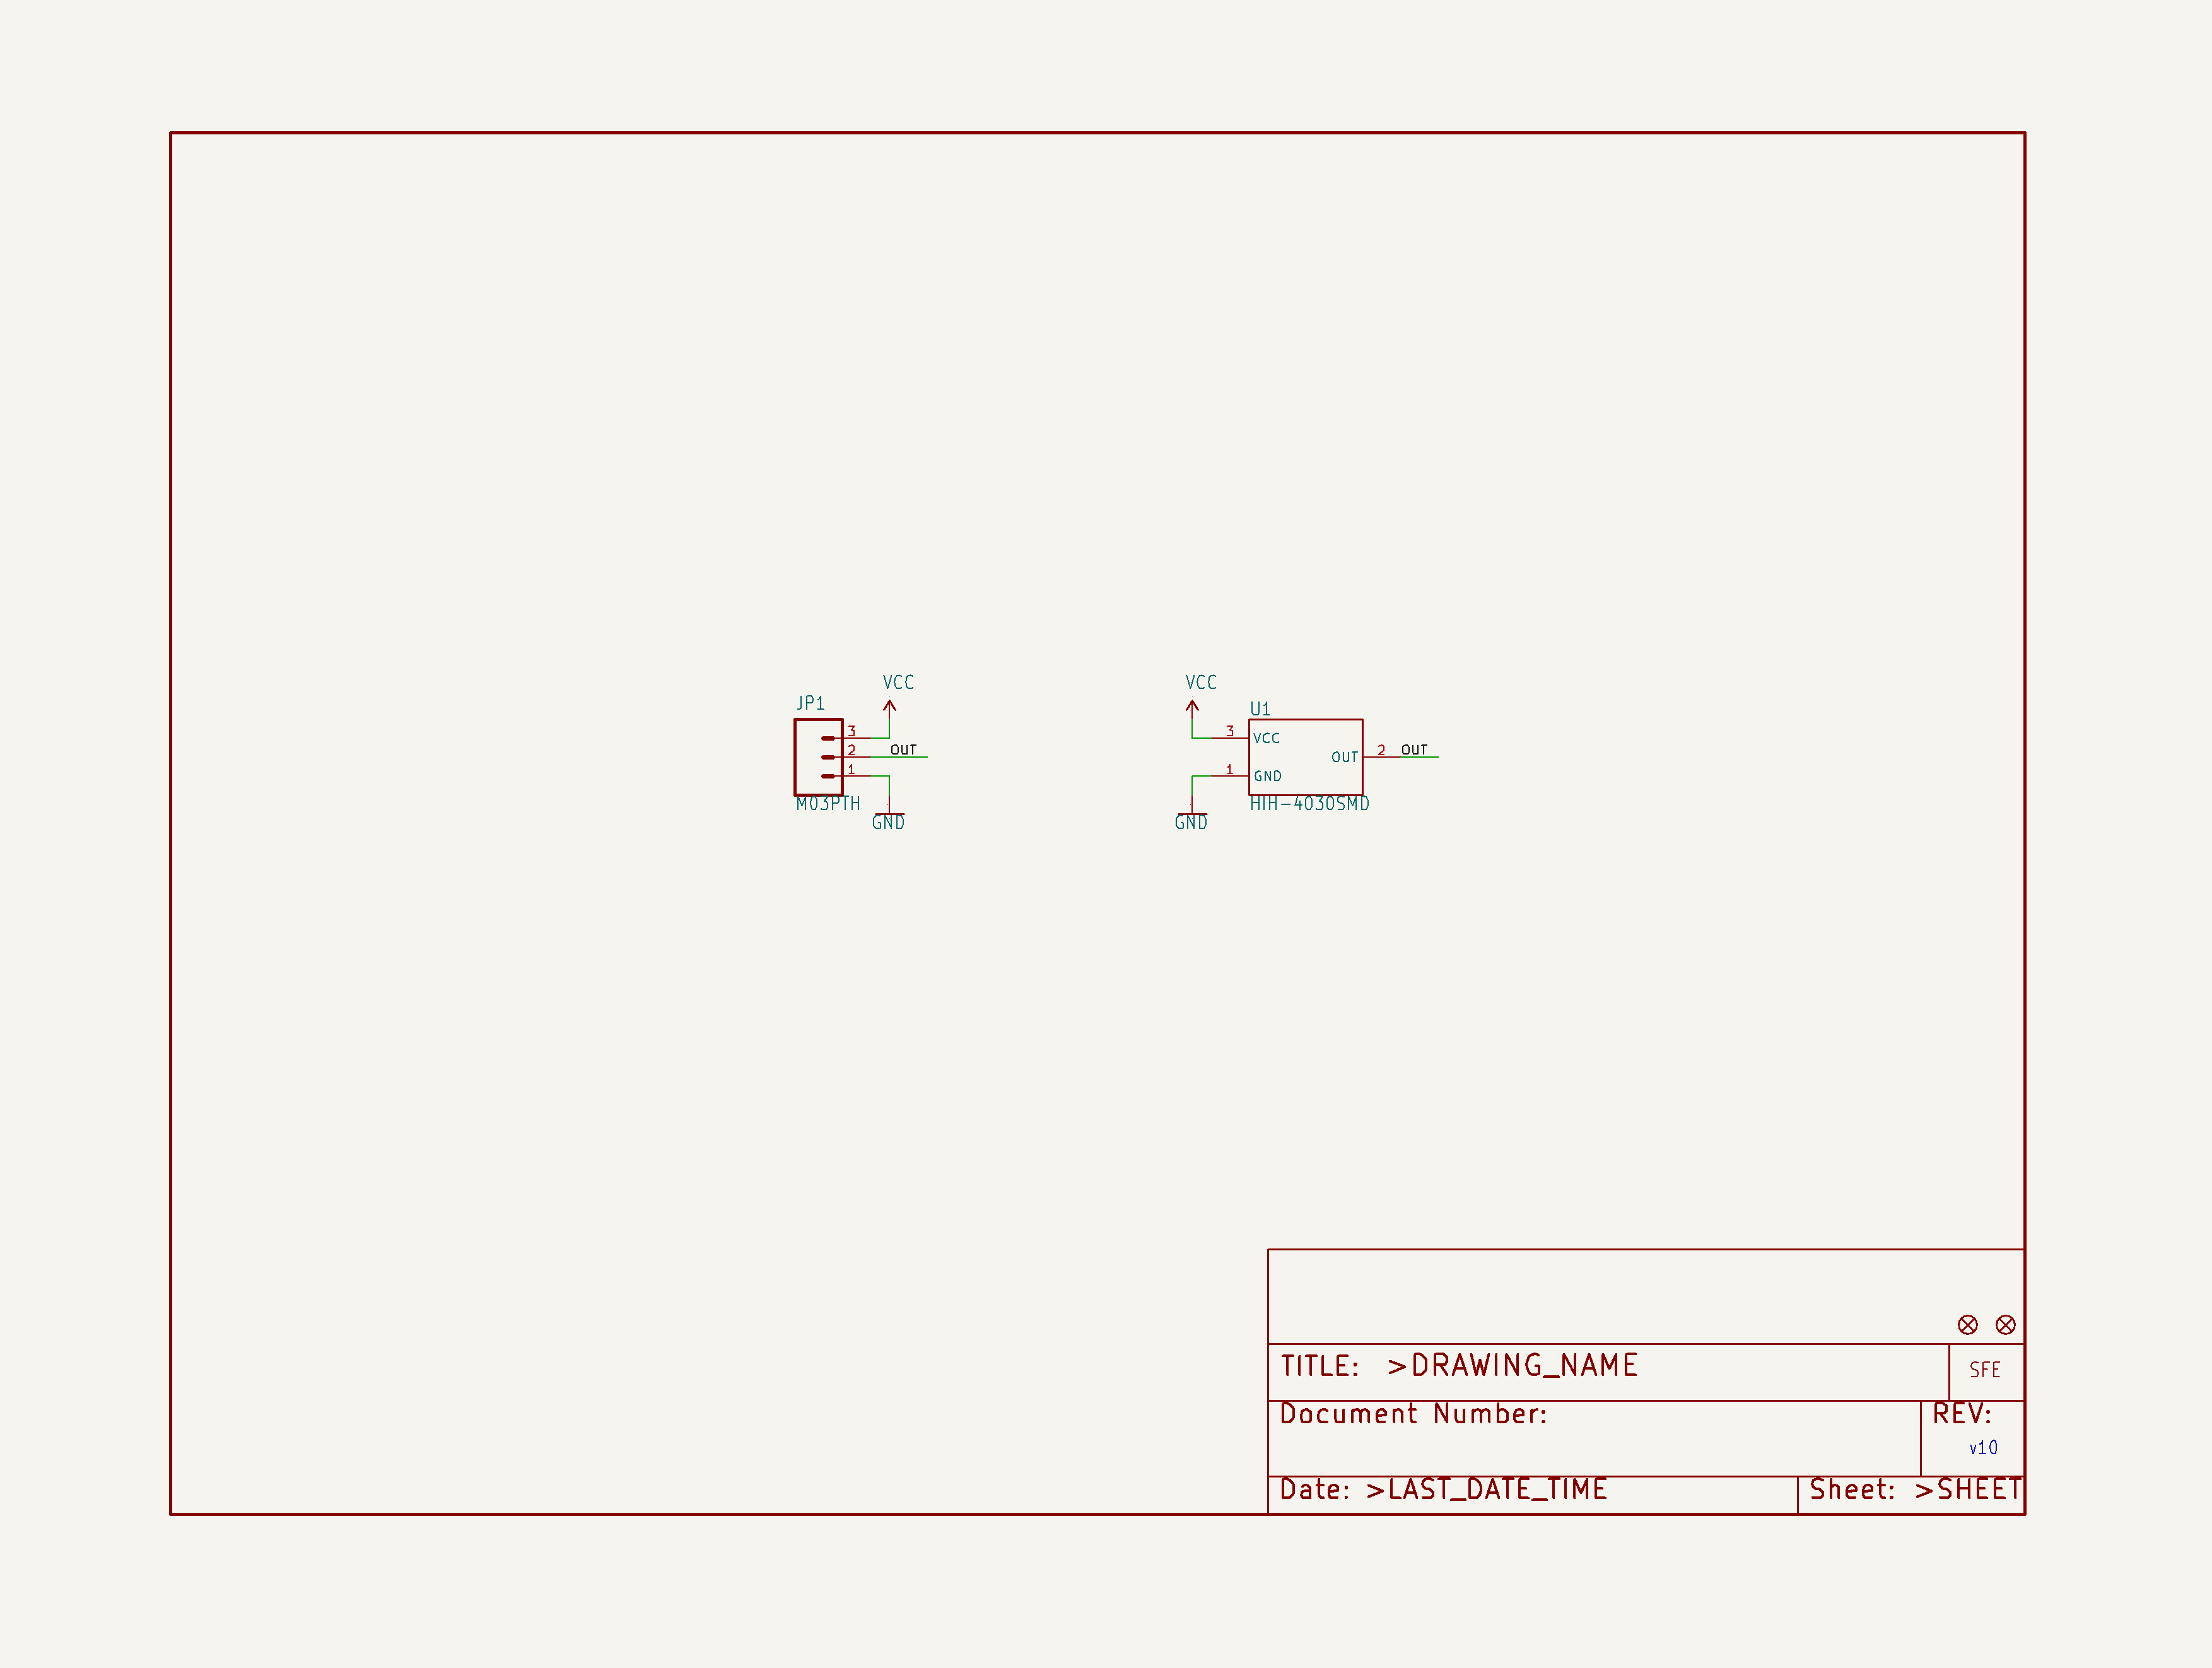 VCC
JP1
3
2 OUT
1
M03PTH
GND
VCC
U1
3 VCC
OUT 2 OUT
1 GND
HIH-4030SMD
GND
TITLE: >DRAWING_NAME
SFE
Document Number:
REV:
v10
Date: >LAST_DATE_TIME
Sheet: >SHEET